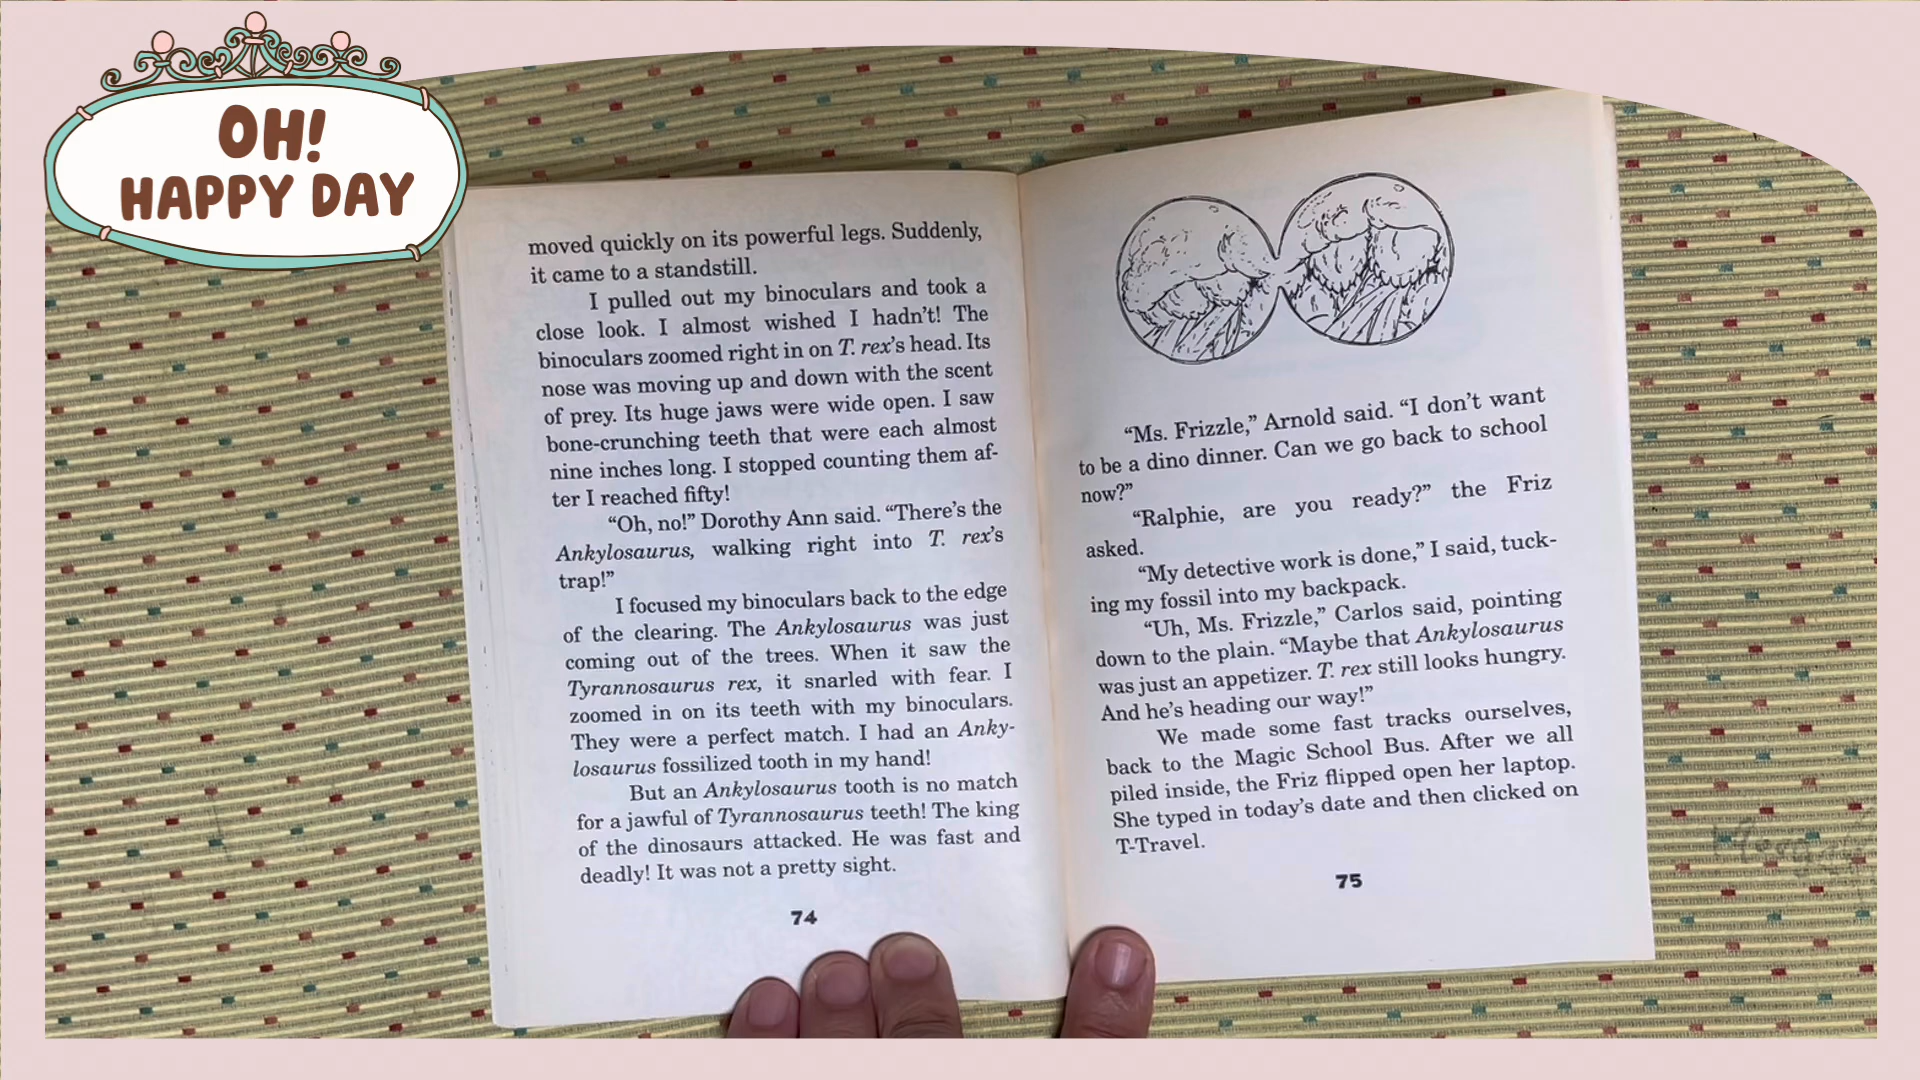 OH!
HAPPY DAY
moved quickly on its powerful legs. Suddenly,
it came to a standstill.
I pulled out my binoculars and took a
close look. I almost wished I hadn't! The
binoculars zoomed right in on T. rex's head. Its
nose was moving up and down with the scent
of prey. Its huge jaws were wide open. I saw
bone-crunching teeth that were each almost
nine inches long. I stopped counting them af-
ter I reached fifty!
“Oh, no!” Dorothy Ann said. “There's the
Ankylosaurus, walking right into T. rex's
trap!”
I focused my binoculars back to the edge
of the clearing. The Ankylosaurus was just
coming out of the trees. When it saw the
Tyrannosaurus rex, it snarled with fear. I
zoomed in on its teeth with my binoculars.
They were a perfect match. I had an Anky-
losaurus fossilized tooth in my hand!
But an Ankylosaurus tooth is no match
for a jawful of Tyrannosaurus teeth! The king
of the dinosaurs attacked. He was fast and
deadly! It was not a pretty sight.
74
“Ms. Frizzle,” Arnold said. “I don't want
to be a dino dinner. Can we go back to school
now?”
“Ralphie, are you ready?” the Friz
asked.
“My detective work is done,” I said, tuck-
ing my fossil into my backpack.
“Uh, Ms. Frizzle,” Carlos said, pointing
down to the plain. “Maybe that Ankylosaurus
was just an appetizer. T. rex still looks hungry.
And he's heading our way!”
We made some fast tracks ourselves,
back to the Magic School Bus. After we all
piled inside, the Friz flipped open her laptop.
She typed in today's date and then clicked on
T-Travel.
75